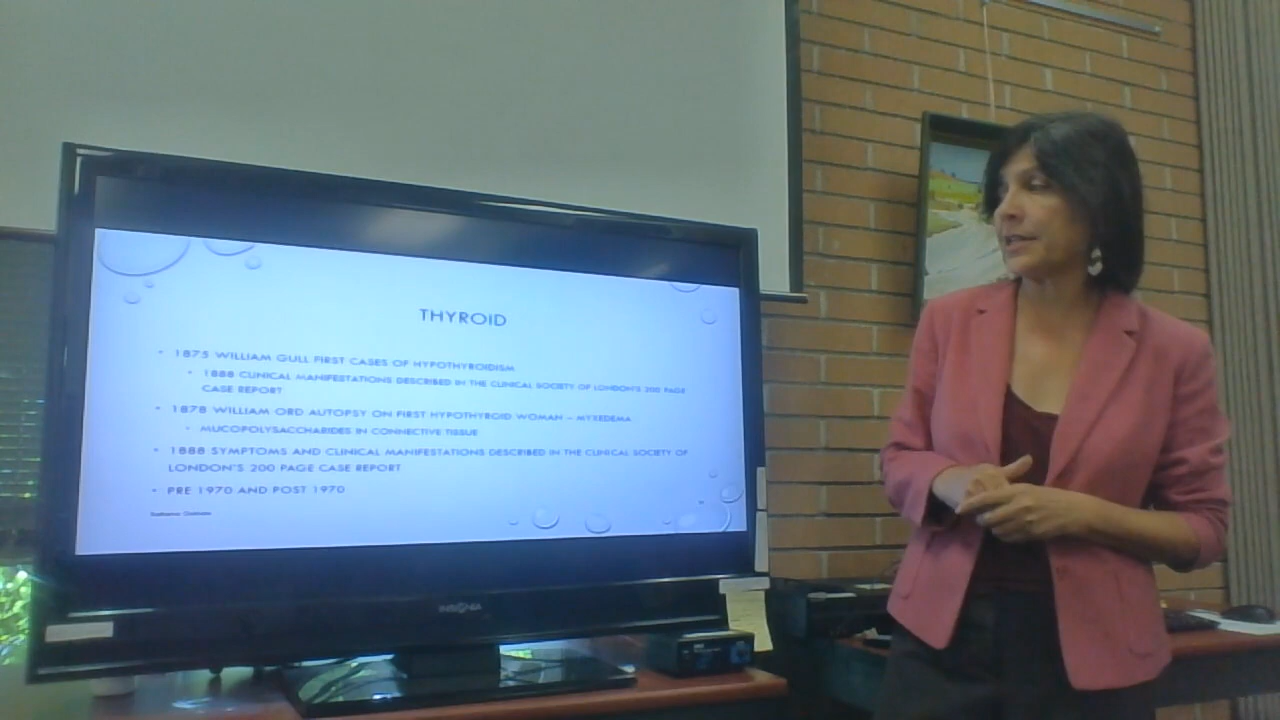 THYROID
• 1875 WILLIAM GULL FIRST CASES OF HYPOTHYROIDISM
• 1888 CLINICAL MANIFESTATIONS DESCRIBED IN THE CLINICAL SOCIETY OF LONDON'S 200 PAGE
CASE REPORT
• 1878 WILLIAM ORD AUTOPSY ON FIRST HYPOTHYROID WOMAN – MYXEDEMA
• MUCOPOLYSACCHARIDES IN CONNECTIVE TISSUE
• 1888 SYMPTOMS AND CLINICAL MANIFESTATIONS DESCRIBED IN THE CLINICAL SOCIETY OF
LONDON'S 200 PAGE CASE REPORT
• PRE 1970 AND POST 1970
INSIGNIA